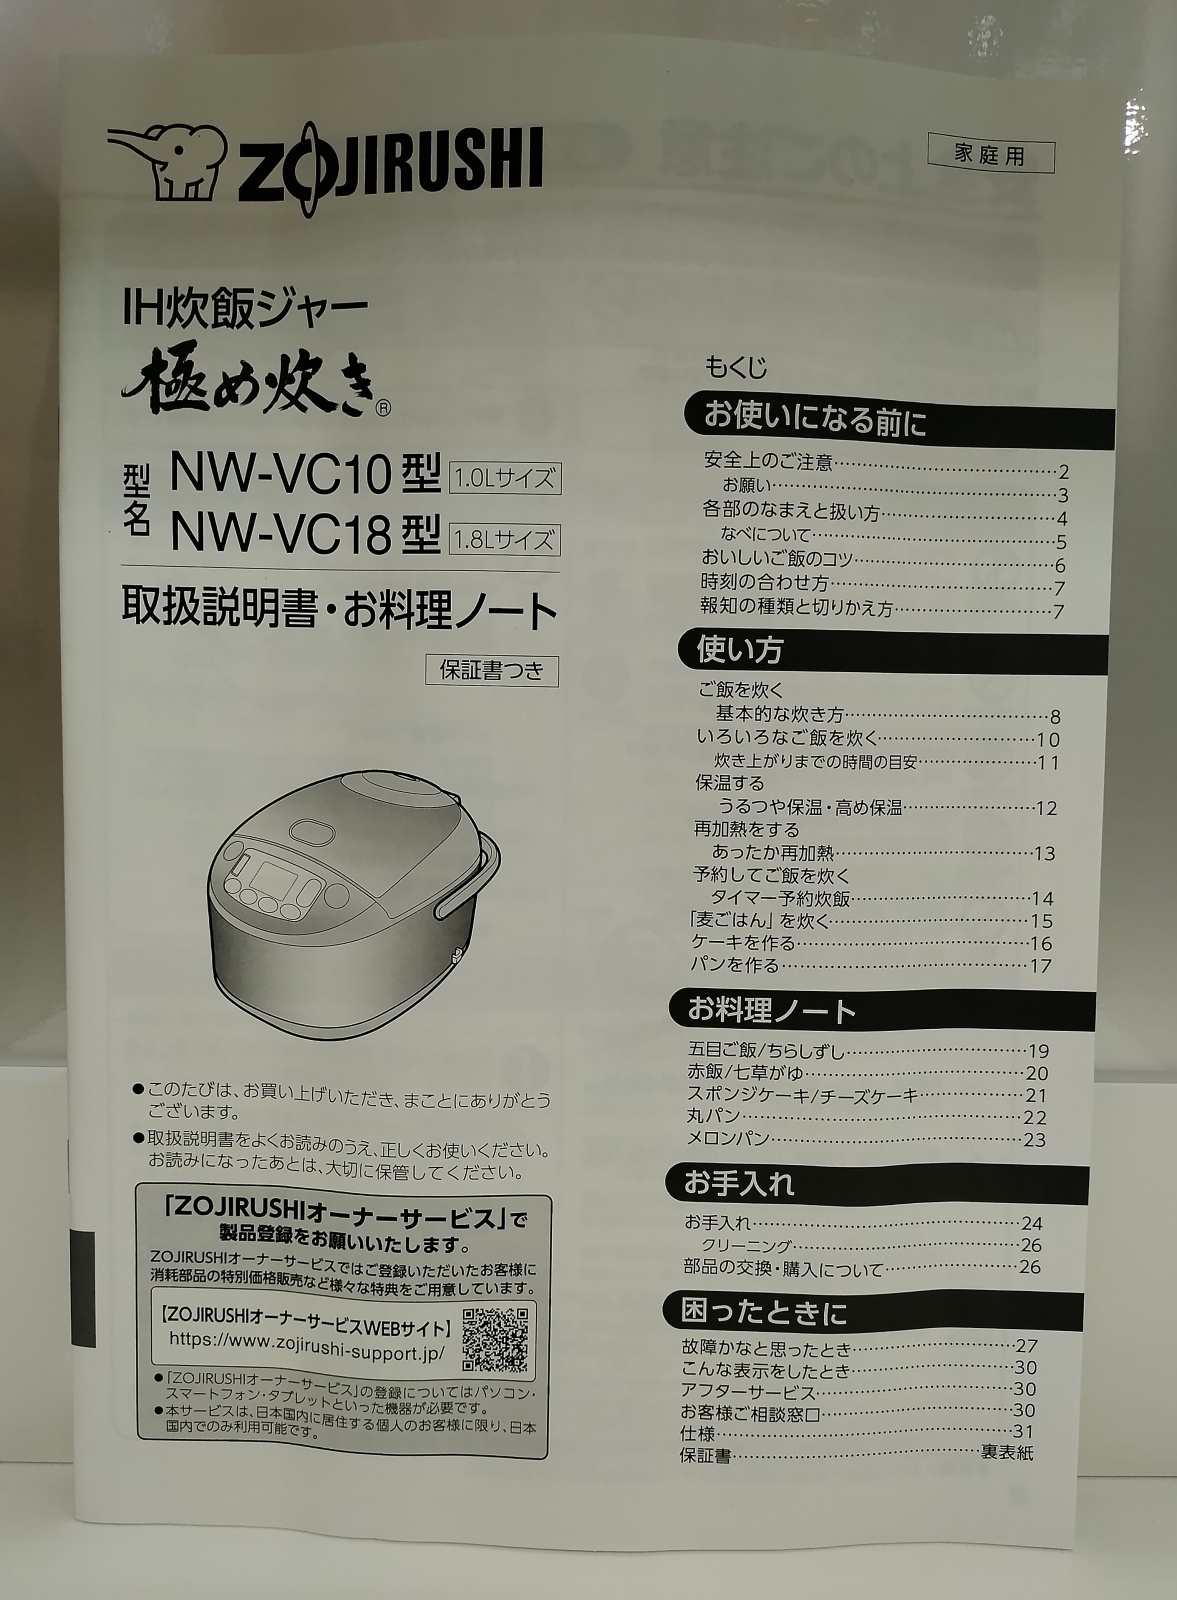 ZOJIRUSHI
家庭用
IH炊飯ジャー
極め炊き®
型名
NW-VC10型 1.0Lサイズ
NW-VC18型 1.8Lサイズ
取扱説明書・お料理ノート
保証書つき
●このたびは、お買い上げいただき、まことにありがとう
ございます。
●取扱説明書をよくお読みのうえ、正しくお使いください。
お読みになったあとは、大切に保管してください。
「ZOJIRUSHIオーナーサービス」で
製品登録をお願いいたします。
ZOJIRUSHIオーナーサービスではご登録いただいたお客様に
消耗部品の特別価格販売など様々な特典をご用意しています。
【ZOJIRUSHIオーナーサービスWEBサイト】
https://www.zojirushi-support.jp/
●「ZOJIRUSHIオーナーサービス」の登録についてはパソコン・
スマートフォン・タブレットといった機器が必要です。
●本サービスは、日本国内に居住する個人のお客様に限り、日本
国内でのみ利用可能です。
もくじ
お使いになる前に
安全上のご注意……2
お願い……3
各部のなまえと扱い方……4
なべについて……5
おいしいご飯のコツ……6
時刻の合わせ方……7
報知の種類と切りかえ方……7
使い方
ご飯を炊く
基本的な炊き方……8
いろいろなご飯を炊く……10
炊き上がりまでの時間の目安……11
保温する
うるつや保温・高め保温……12
再加熱をする
あったか再加熱……13
予約してご飯を炊く
タイマー予約炊飯……14
「麦ごはん」を炊く……15
ケーキを作る……16
パンを作る……17
お料理ノート
五目ご飯/ちらしずし……19
赤飯/七草がゆ……20
スポンジケーキ/チーズケーキ……21
丸パン……22
メロンパン……23
お手入れ
お手入れ……24
クリーニング……26
部品の交換・購入について……26
困ったときに
故障かなと思ったとき……27
こんな表示をしたとき……30
アフターサービス……30
お客様ご相談窓口……30
仕様……31
保証書……裏表紙